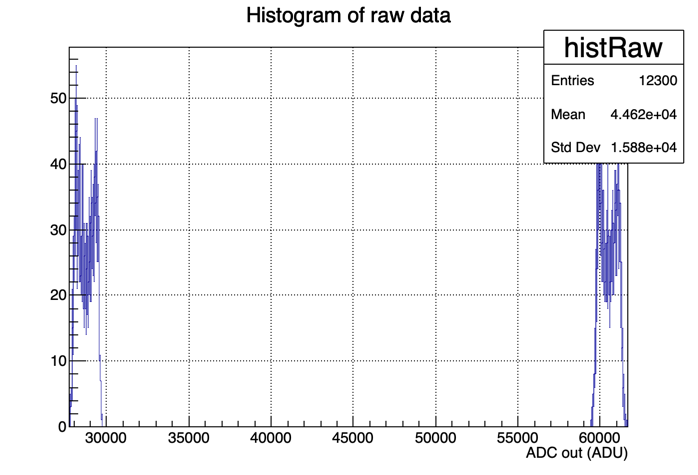 Histogram of raw data
histRaw
Entries 12300
Mean 4.462e+04
Std Dev 1.588e+04
50
40
30
20
10
0
30000 35000 40000 45000 50000 55000 60000
ADC out (ADU)